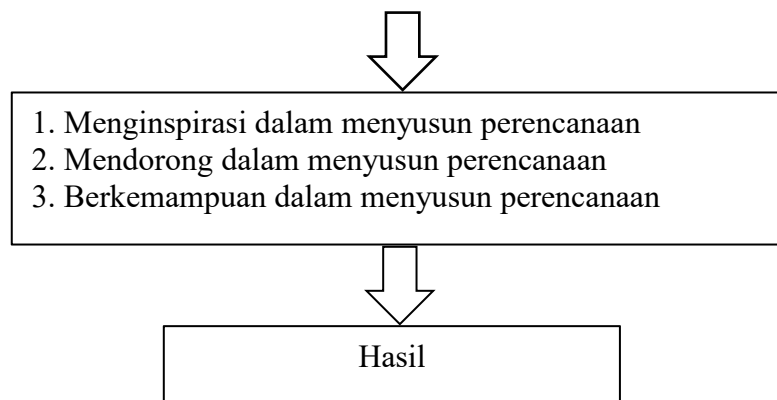 1. Menginspirasi dalam menyusun perencanaan
2. Mendorong dalam menyusun perencanaan
3. Berkemampuan dalam menyusun perencanaan
Hasil